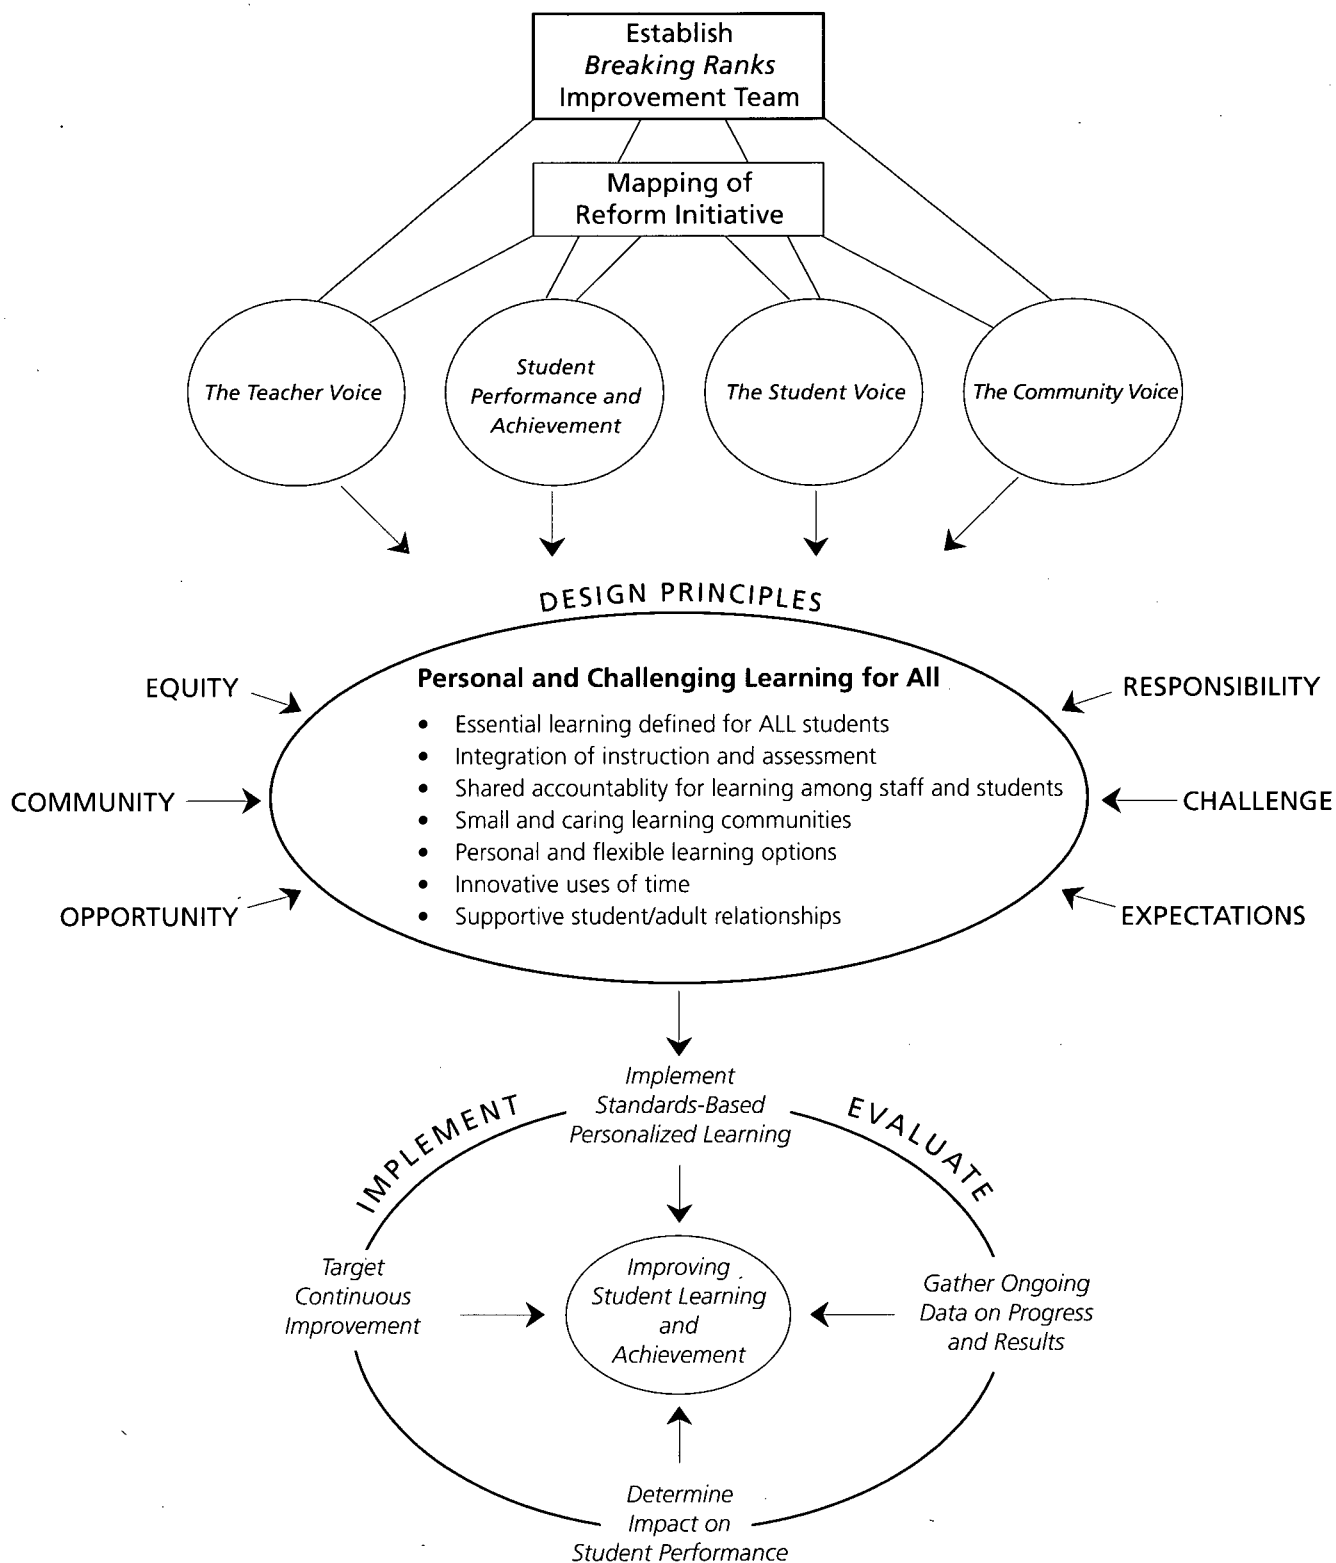 Establish
Breaking Ranks
Improvement Team
Mapping of
Reform Initiative
The Teacher Voice
Student
Performance and
Achievement
The Student Voice
The Community Voice
DESIGN PRINCIPLES
EQUITY
COMMUNITY
OPPORTUNITY
Personal and Challenging Learning for All
• Essential learning defined for ALL students
• Integration of instruction and assessment
• Shared accountablity for learning among staff and students
• Small and caring learning communities
• Personal and flexible learning options
• Innovative uses of time
• Supportive student/adult relationships
RESPONSIBILITY
CHALLENGE
EXPECTATIONS
Implement
Standards-Based
Personalized Learning
IMPLEMENT
EVALUATE
Target
Continuous
Improvement
Improving
Student Learning
and
Achievement
Gather Ongoing
Data on Progress
and Results
Determine
Impact on
Student Performance